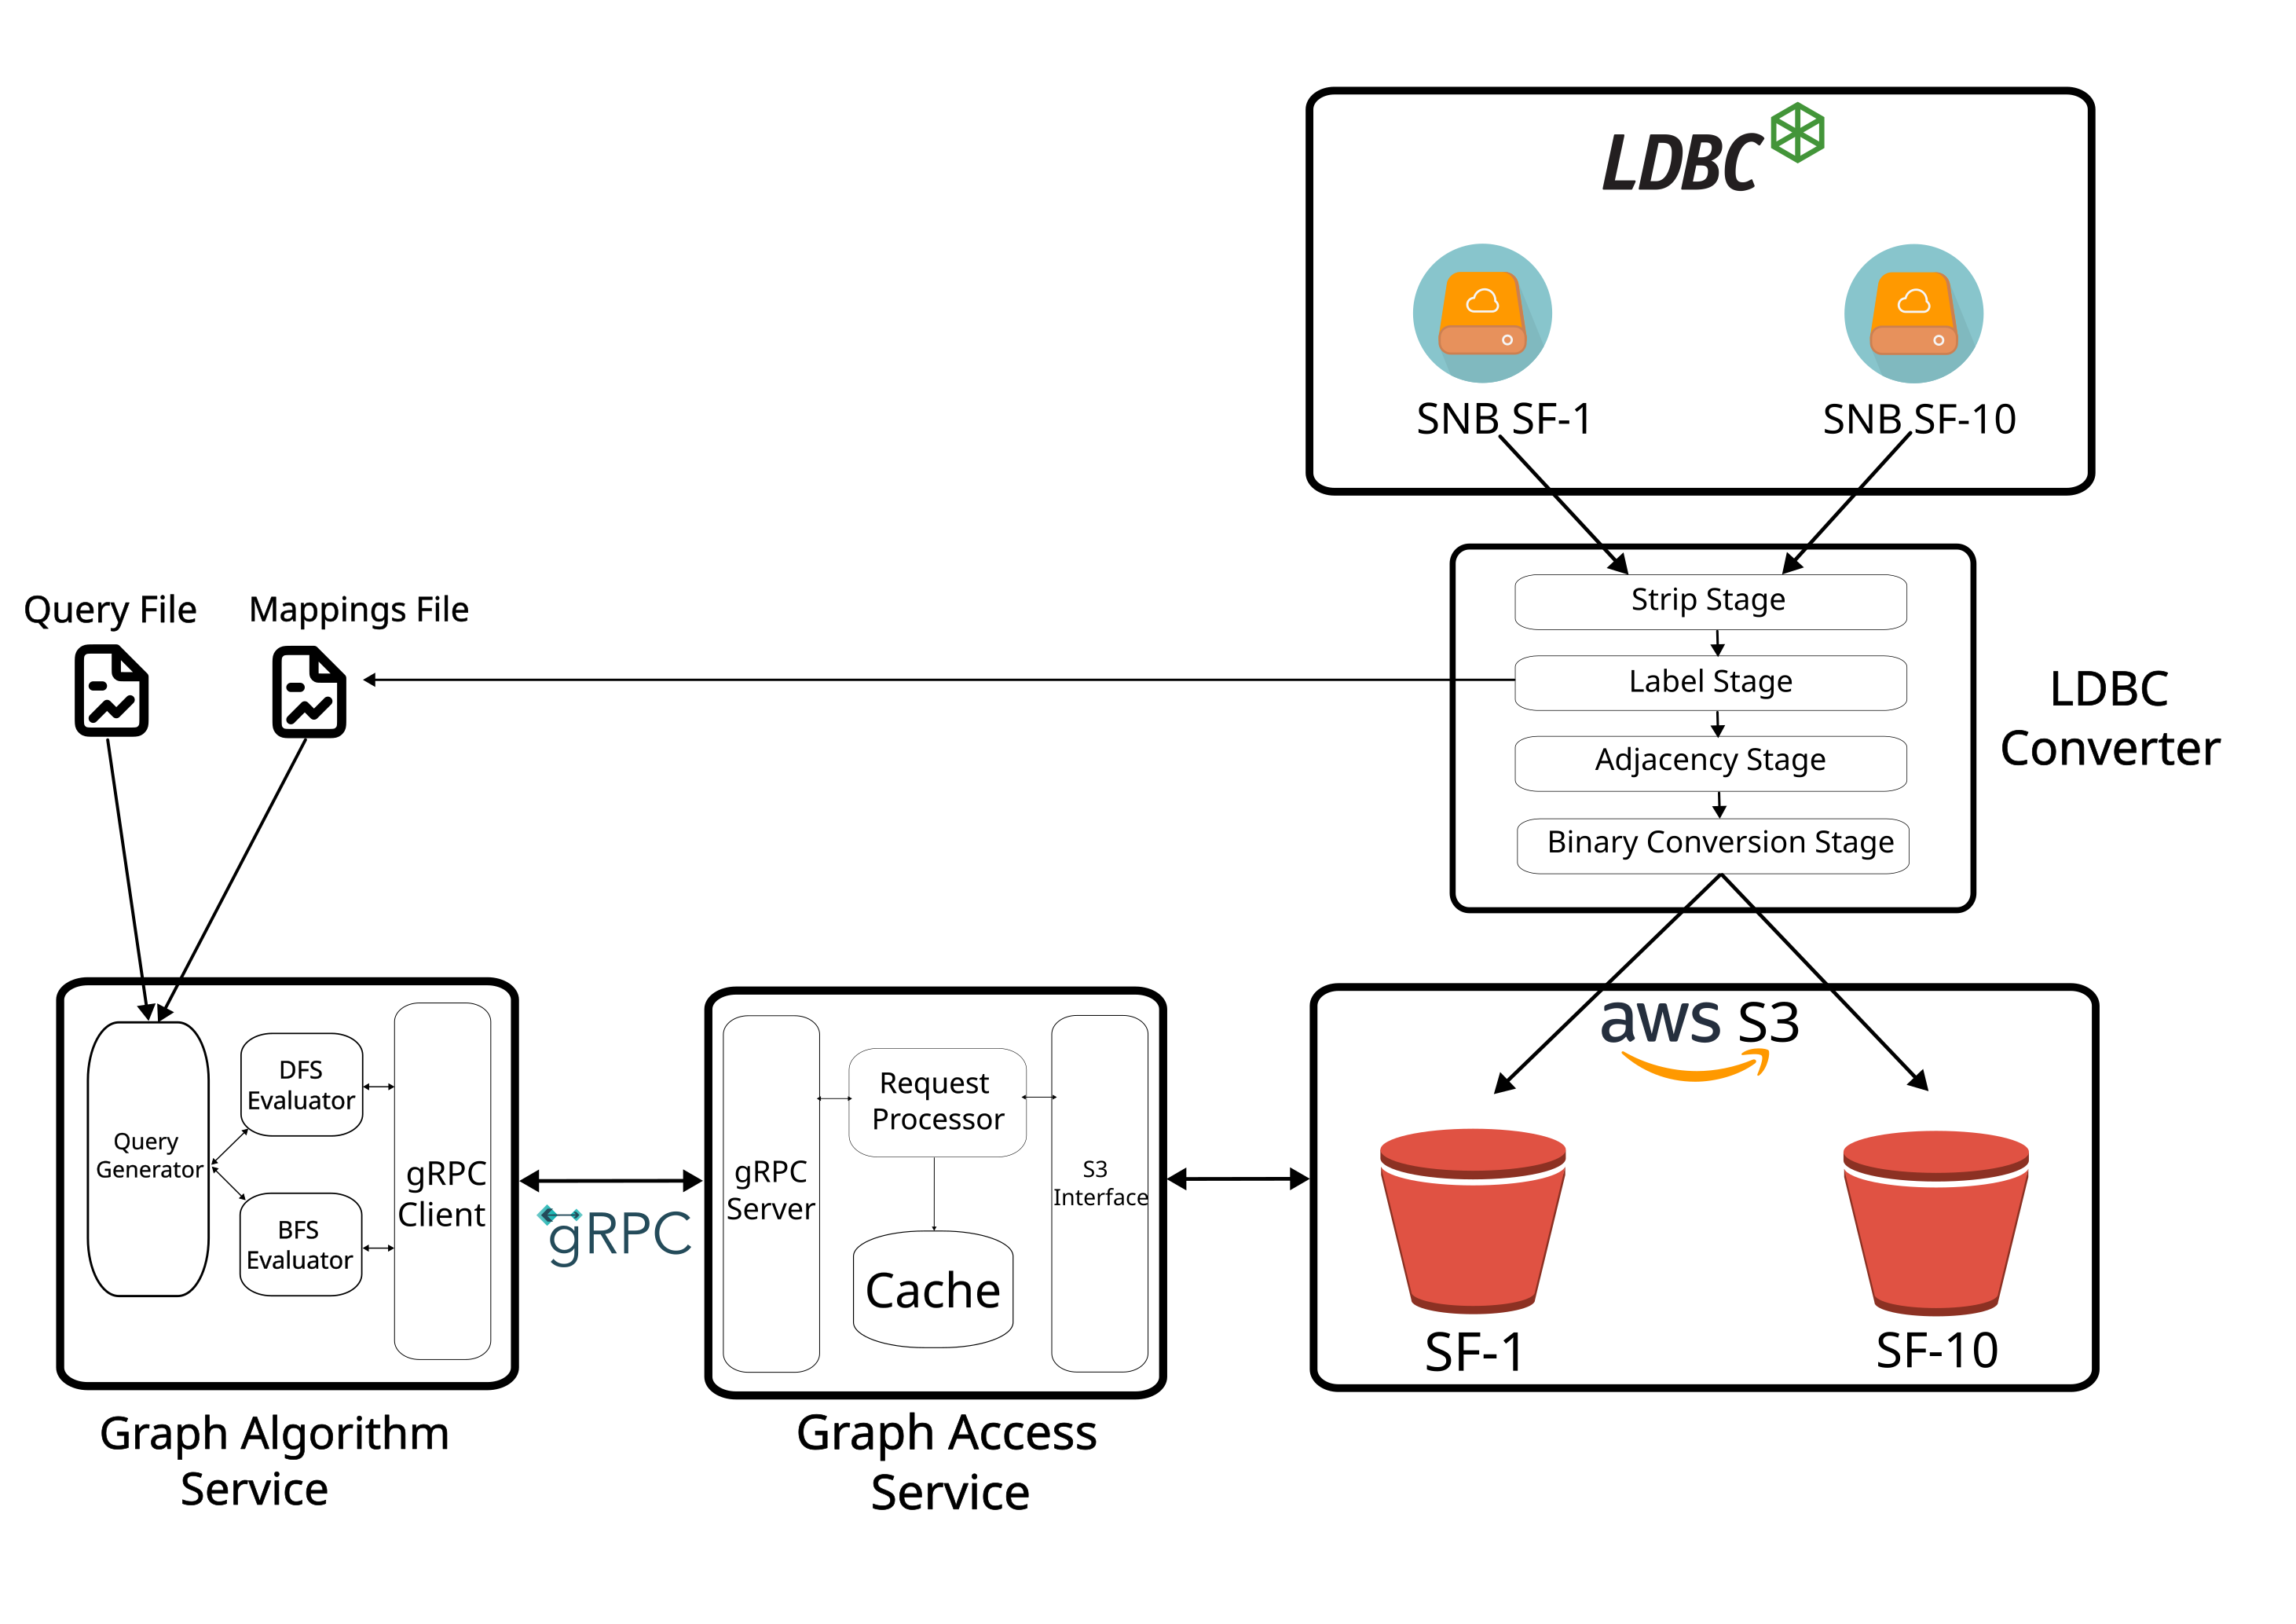 LDBC
SNB SF-1
SNB SF-10
Strip Stage
Label Stage
Adjacency Stage
Binary Conversion Stage
LDBC
Converter
Query File
Mappings File
Query
Generator
DFS
Evaluator
BFS
Evaluator
gRPC
Client
Graph Algorithm
Service
gRPC
gRPC
Server
Request
Processor
Cache
S3
Interface
Graph Access
Service
aws S3
SF-1
SF-10